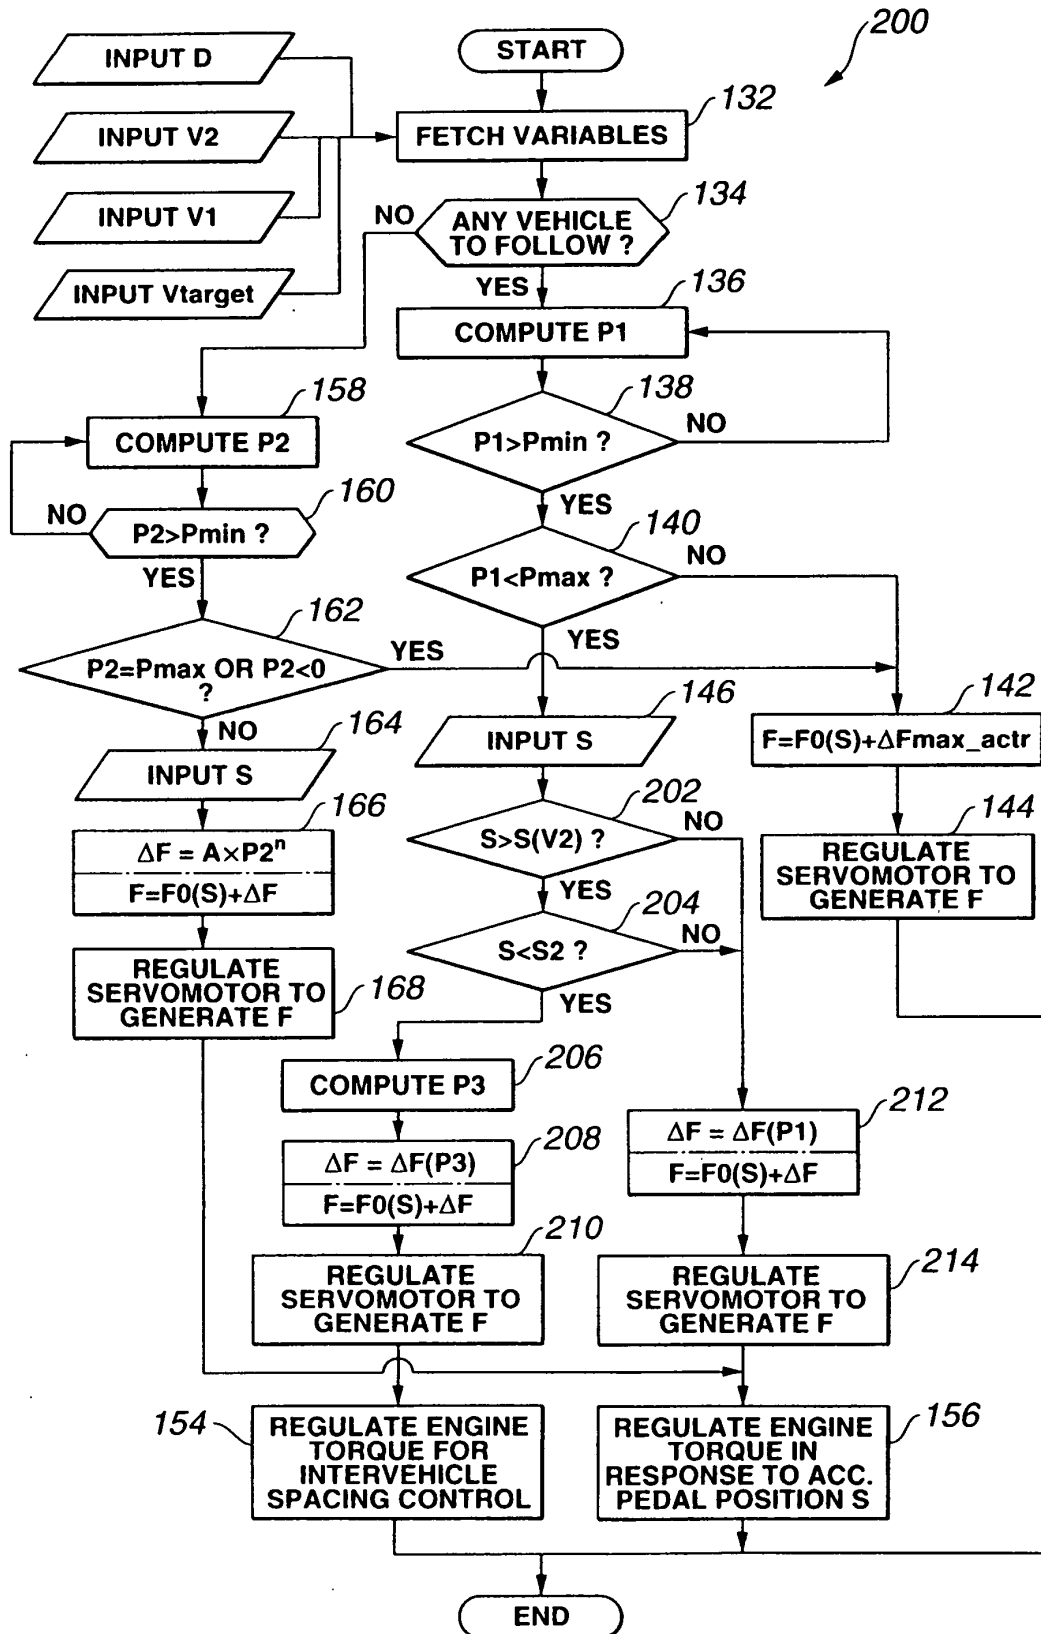 200
INPUT D
START
INPUT V2
132
FETCH VARIABLES
INPUT V1
134
NO
ANY VEHICLE
TO FOLLOW ?
INPUT Vtarget
YES
136
COMPUTE P1
158
138
COMPUTE P2
P1>Pmin ?
NO
160
NO
P2>Pmin ?
YES
140
NO
P1<Pmax ?
YES
162
YES
P2=Pmax OR P2<0
?
YES
142
F=F0(S)+ΔFmax_actr
NO
164
INPUT S
146
INPUT S
144
REGULATE
SERVOMOTOR TO
GENERATE F
166
ΔF = A×P2ⁿ
F=F0(S)+ΔF
202
S>S(V2) ?
NO
YES
204
S<S2 ?
NO
YES
REGULATE
SERVOMOTOR TO
GENERATE F
168
206
COMPUTE P3
208
ΔF = ΔF(P3)
F=F0(S)+ΔF
212
ΔF = ΔF(P1)
F=F0(S)+ΔF
210
REGULATE
SERVOMOTOR TO
GENERATE F
214
REGULATE
SERVOMOTOR TO
GENERATE F
154
REGULATE ENGINE
TORQUE FOR
INTERVEHICLE
SPACING CONTROL
156
REGULATE ENGINE
TORQUE IN
RESPONSE TO ACC.
PEDAL POSITION S
END